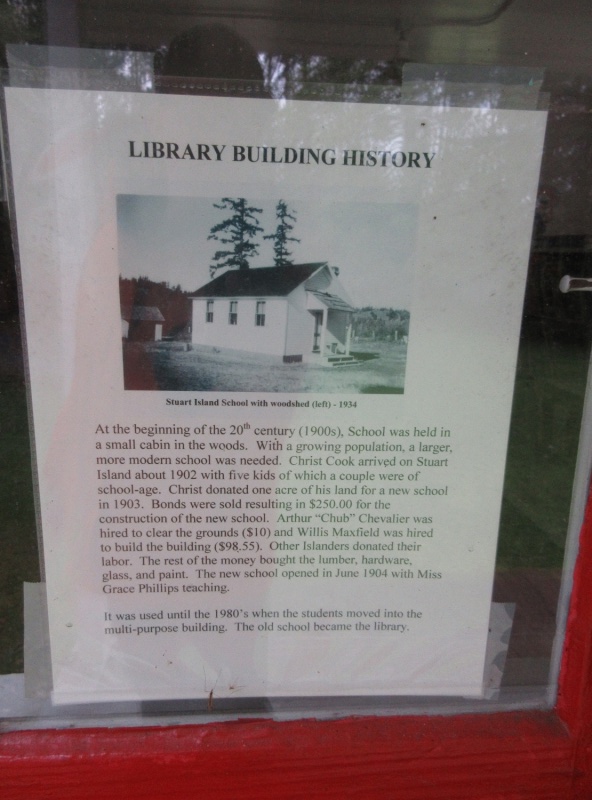 LIBRARY BUILDING HISTORY
Stuart Island School with woodshed (left) - 1934
At the beginning of the 20th century (1900s), School was held in
a small cabin in the woods. With a growing population, a larger,
more modern school was needed. Christ Cook arrived on Stuart
Island about 1902 with five kids of which a couple were of
school-age. Christ donated one acre of his land for a new school
in 1903. Bonds were sold resulting in $250.00 for the
construction of the new school. Arthur "Chub" Chevalier was
hired to clear the grounds ($10) and Willis Maxfield was hired
to build the building ($98.55). Other Islanders donated their
labor. The rest of the money bought the lumber, hardware,
glass, and paint. The new school opened in June 1904 with Miss
Grace Phillips teaching.
It was used until the 1980's when the students moved into the
multi-purpose building. The old school became the library.